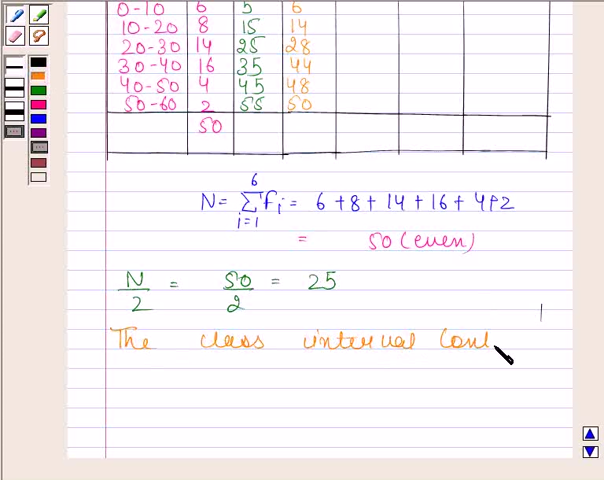 0-10 6 5 6
10-20 8 15 14
20-30 14 25 28
30-40 16 35 44
40-50 4 45 48
50-60 2 55 50
50
N = 6∑i=1 fi = 6 + 8 + 14 + 16 + 4+2
= 50 (even)
N/2 = 50/2 = 25
The class interval Cont